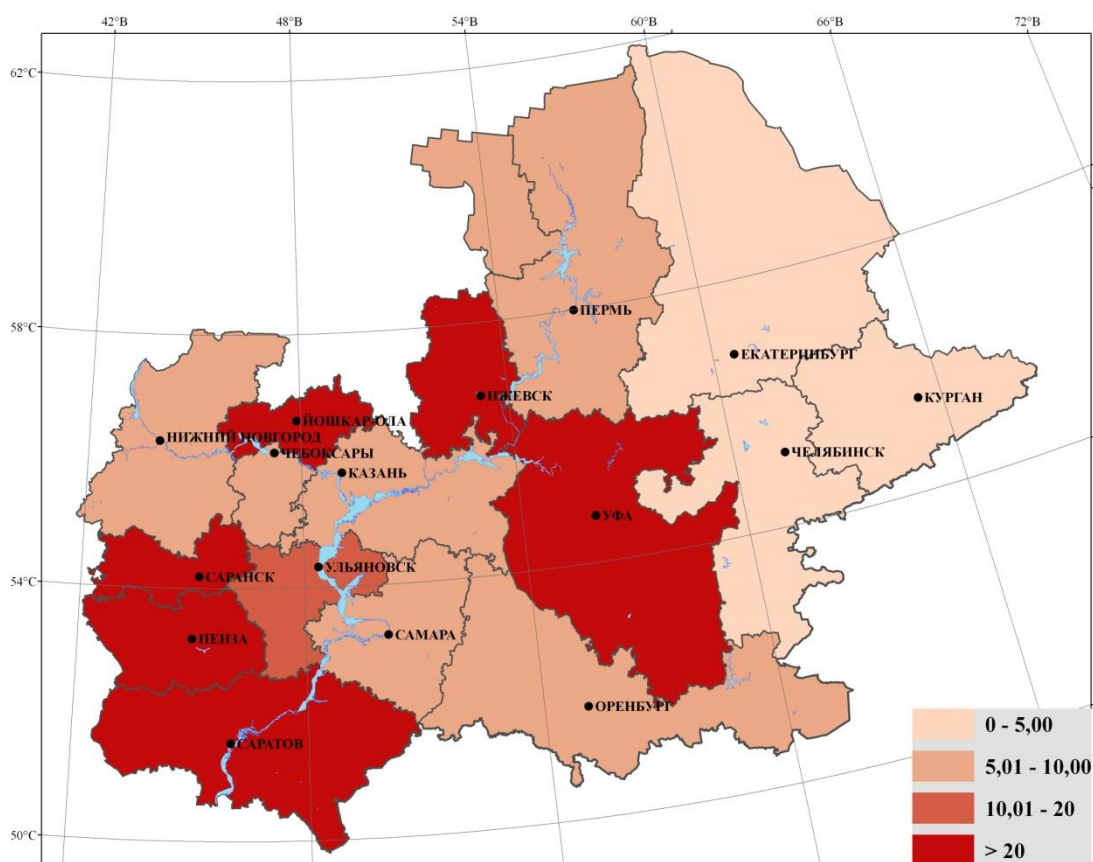 42°В 48°В 54°В 60°В 66°В 72°В
62°С
58°С
ПЕРМЬ
ЕКАТЕРИНБУРГ
ИЖЕВСК
КУРГАН
ЙОШКАР-ОЛА
НИЖНИЙ НОВГОРОД
ЧЕБОКСАРЫ
ЧЕЛЯБИНСК
КАЗАНЬ
УФА
54°С
УЛЬЯНОВСК
САРАНСК
ПЕНЗА
САМАРА
ОРЕНБУРГ
САРАТОВ
50°С
0 - 5,00
5,01 - 10,00
10,01 - 20
> 20